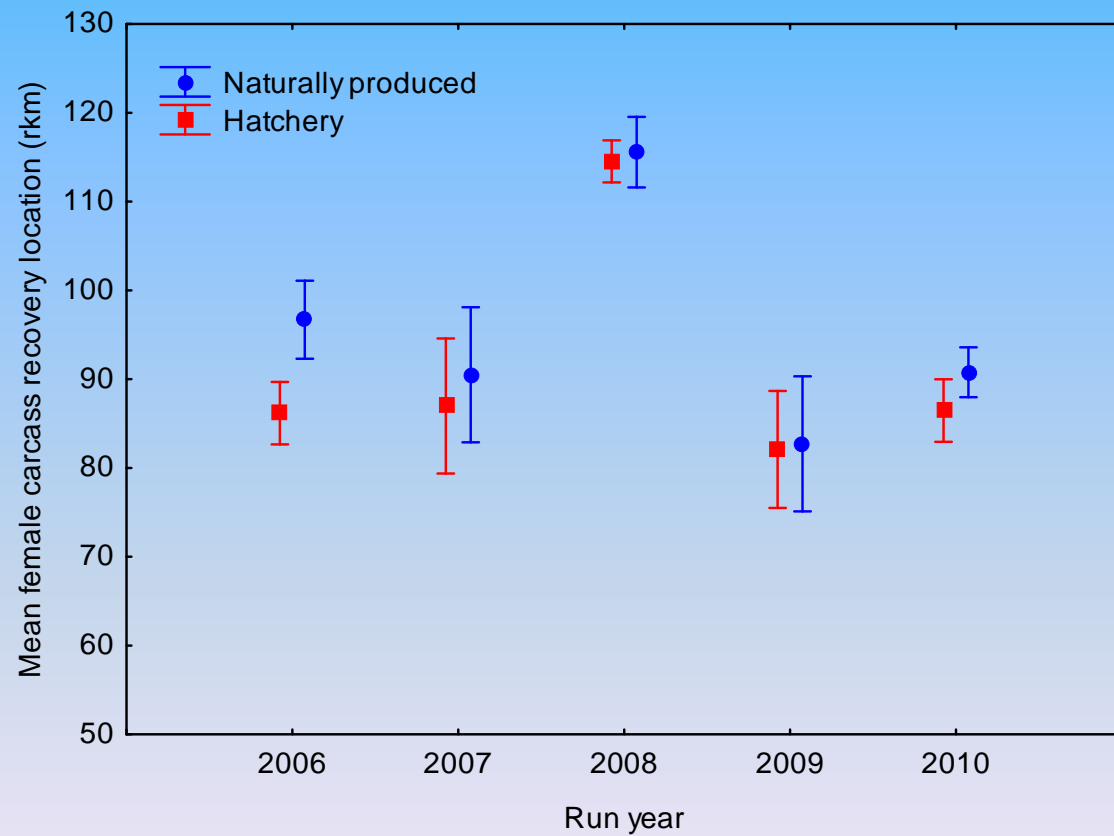 130
120
110
100
90
80
70
60
50
Mean female carcass recovery location (rkm)
Naturally produced
Hatchery
2006 2007 2008 2009 2010
Run year